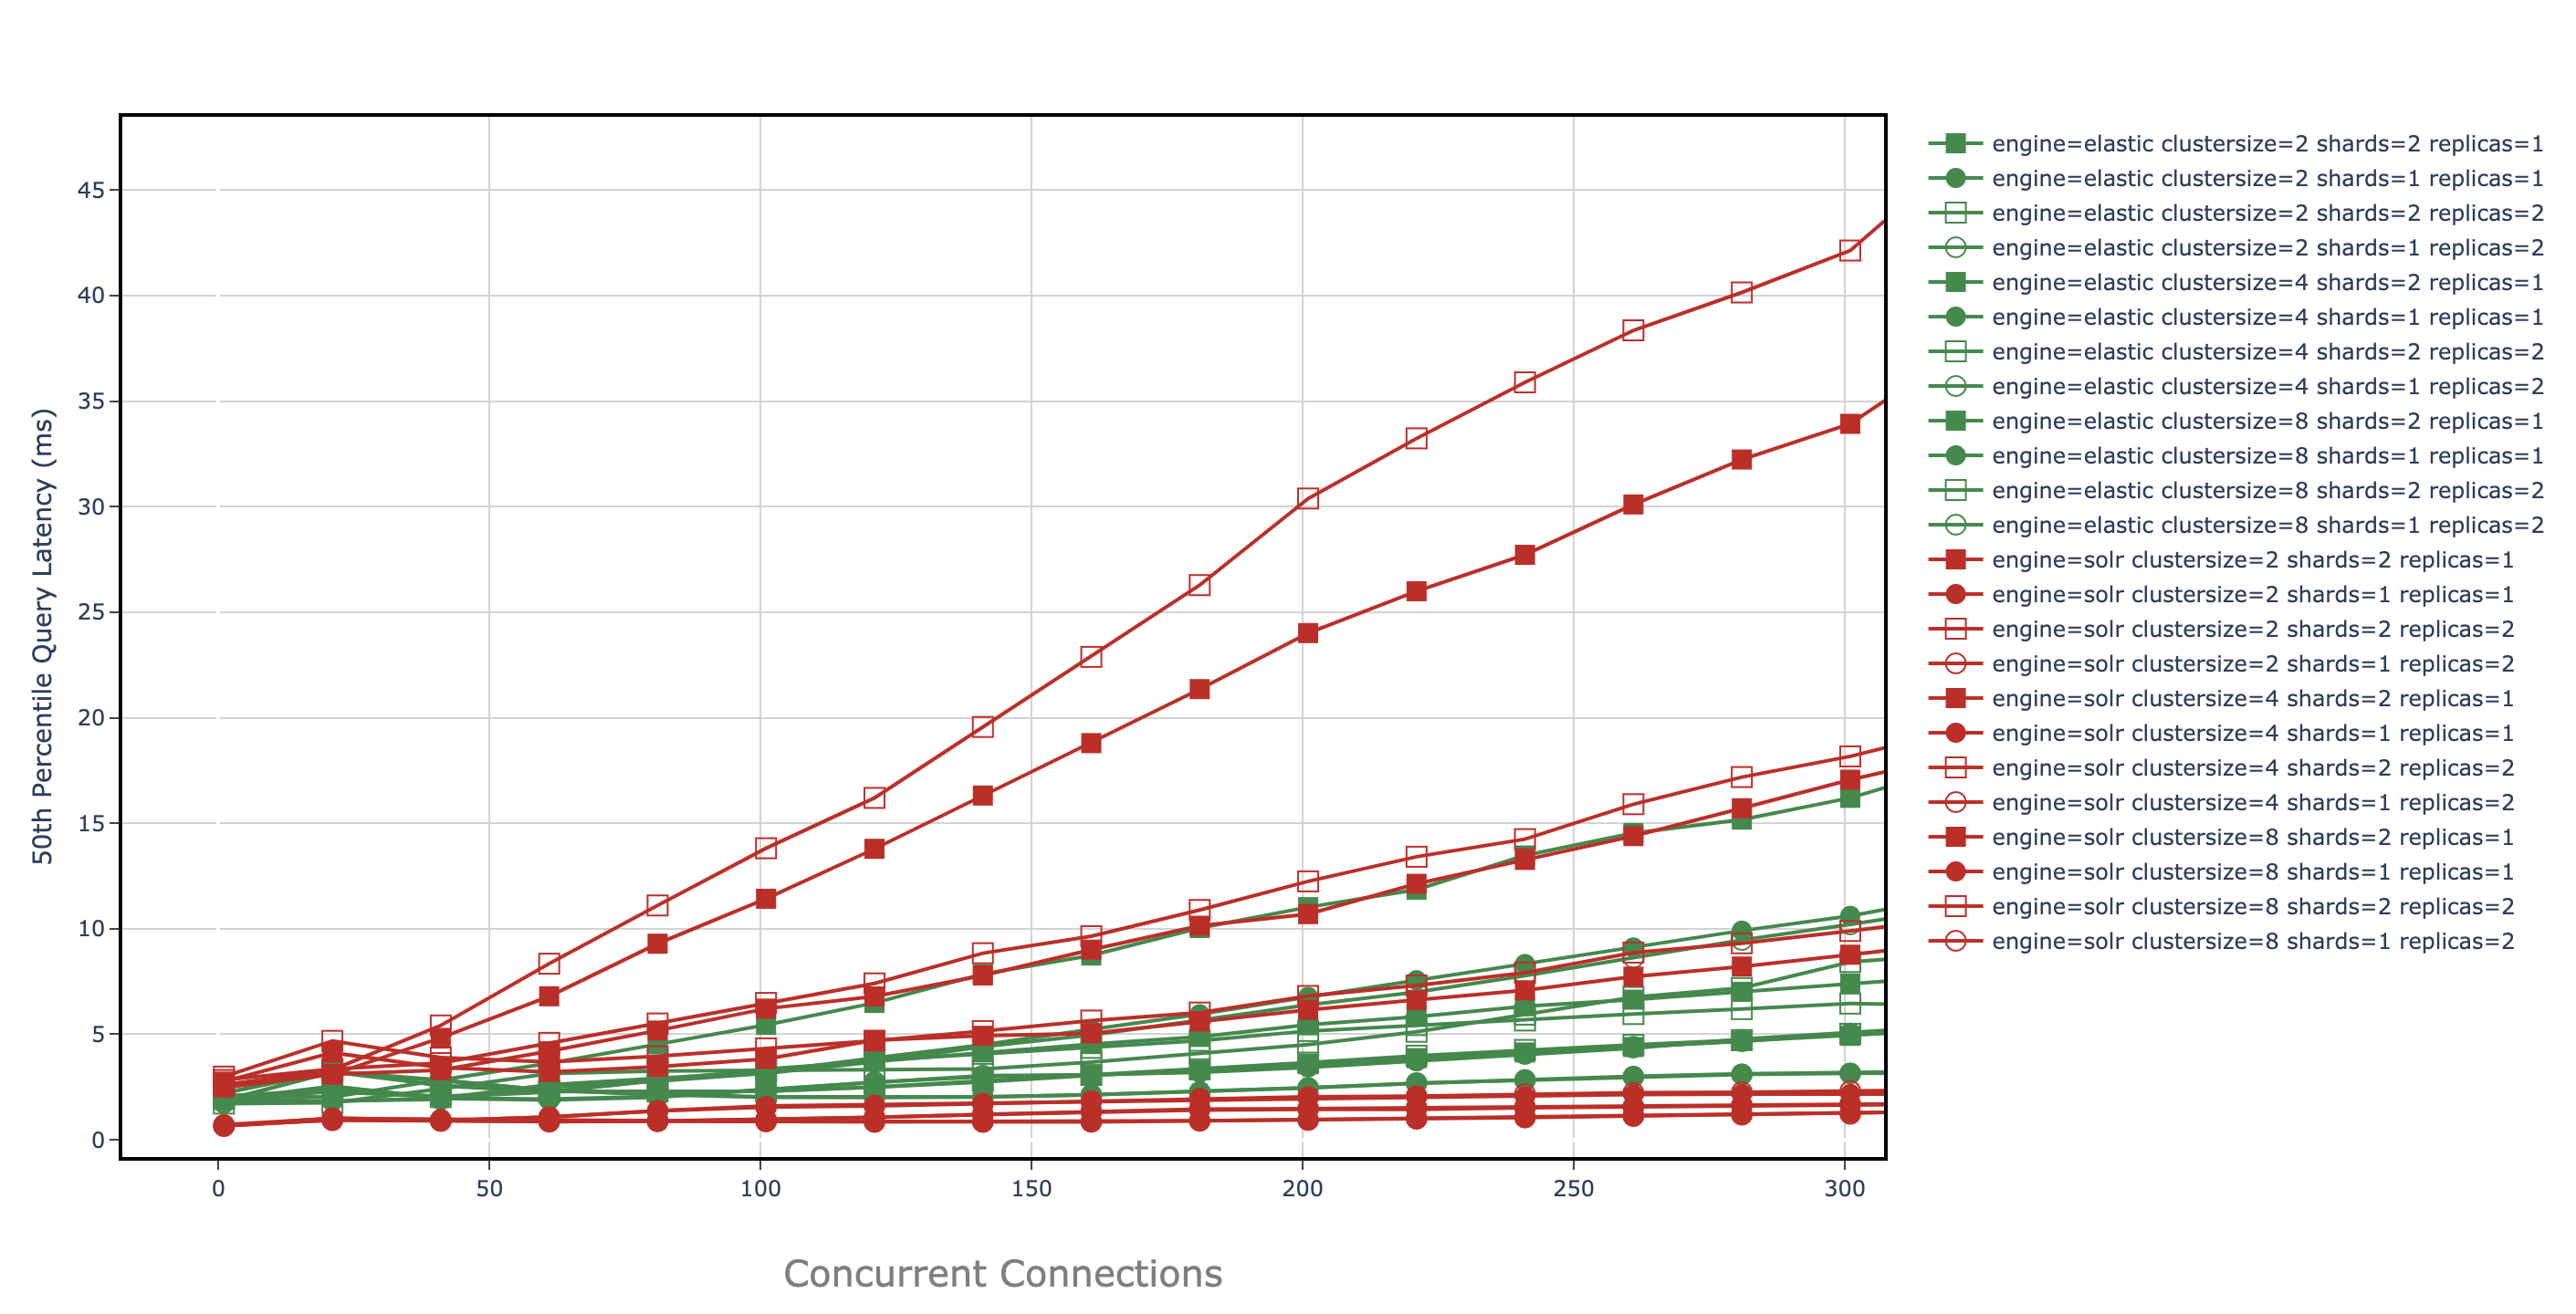 50th Percentile Query Latency (ms)
45
40
35
30
25
20
15
10
5
0
0 50 100 150 200 250 300
Concurrent Connections
engine=elastic clustersize=2 shards=2 replicas=1
engine=elastic clustersize=2 shards=1 replicas=1
engine=elastic clustersize=2 shards=2 replicas=2
engine=elastic clustersize=2 shards=1 replicas=2
engine=elastic clustersize=4 shards=2 replicas=1
engine=elastic clustersize=4 shards=1 replicas=1
engine=elastic clustersize=4 shards=2 replicas=2
engine=elastic clustersize=4 shards=1 replicas=2
engine=elastic clustersize=8 shards=2 replicas=1
engine=elastic clustersize=8 shards=1 replicas=1
engine=elastic clustersize=8 shards=2 replicas=2
engine=elastic clustersize=8 shards=1 replicas=2
engine=solr clustersize=2 shards=2 replicas=1
engine=solr clustersize=2 shards=1 replicas=1
engine=solr clustersize=2 shards=2 replicas=2
engine=solr clustersize=2 shards=1 replicas=2
engine=solr clustersize=4 shards=2 replicas=1
engine=solr clustersize=4 shards=1 replicas=1
engine=solr clustersize=4 shards=2 replicas=2
engine=solr clustersize=4 shards=1 replicas=2
engine=solr clustersize=8 shards=2 replicas=1
engine=solr clustersize=8 shards=1 replicas=1
engine=solr clustersize=8 shards=2 replicas=2
engine=solr clustersize=8 shards=1 replicas=2